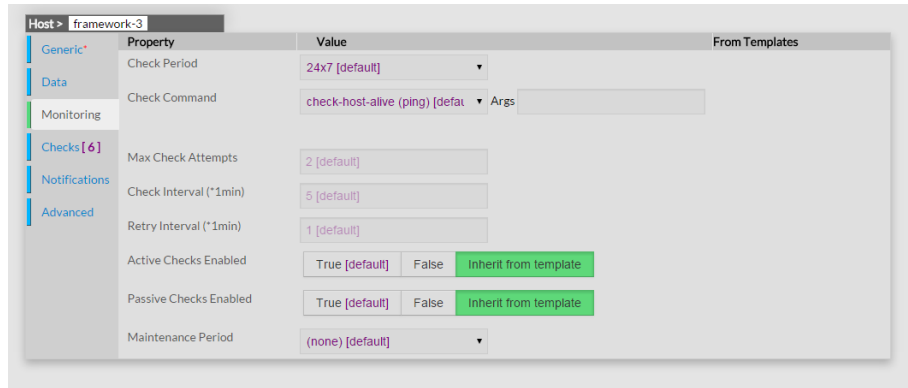 Host > framework-3
Property Value From Templates
Generic*
Data
Monitoring
Checks [ 6 ]
Notifications
Advanced
Check Period 24x7 [default]
Check Command check-host-alive (ping) [defau Args
Max Check Attempts 2 [default]
Check Interval (*1min) 5 [default]
Retry Interval (*1min) 1 [default]
Active Checks Enabled True [default] False Inherit from template
Passive Checks Enabled True [default] False Inherit from template
Maintenance Period (none) [default]